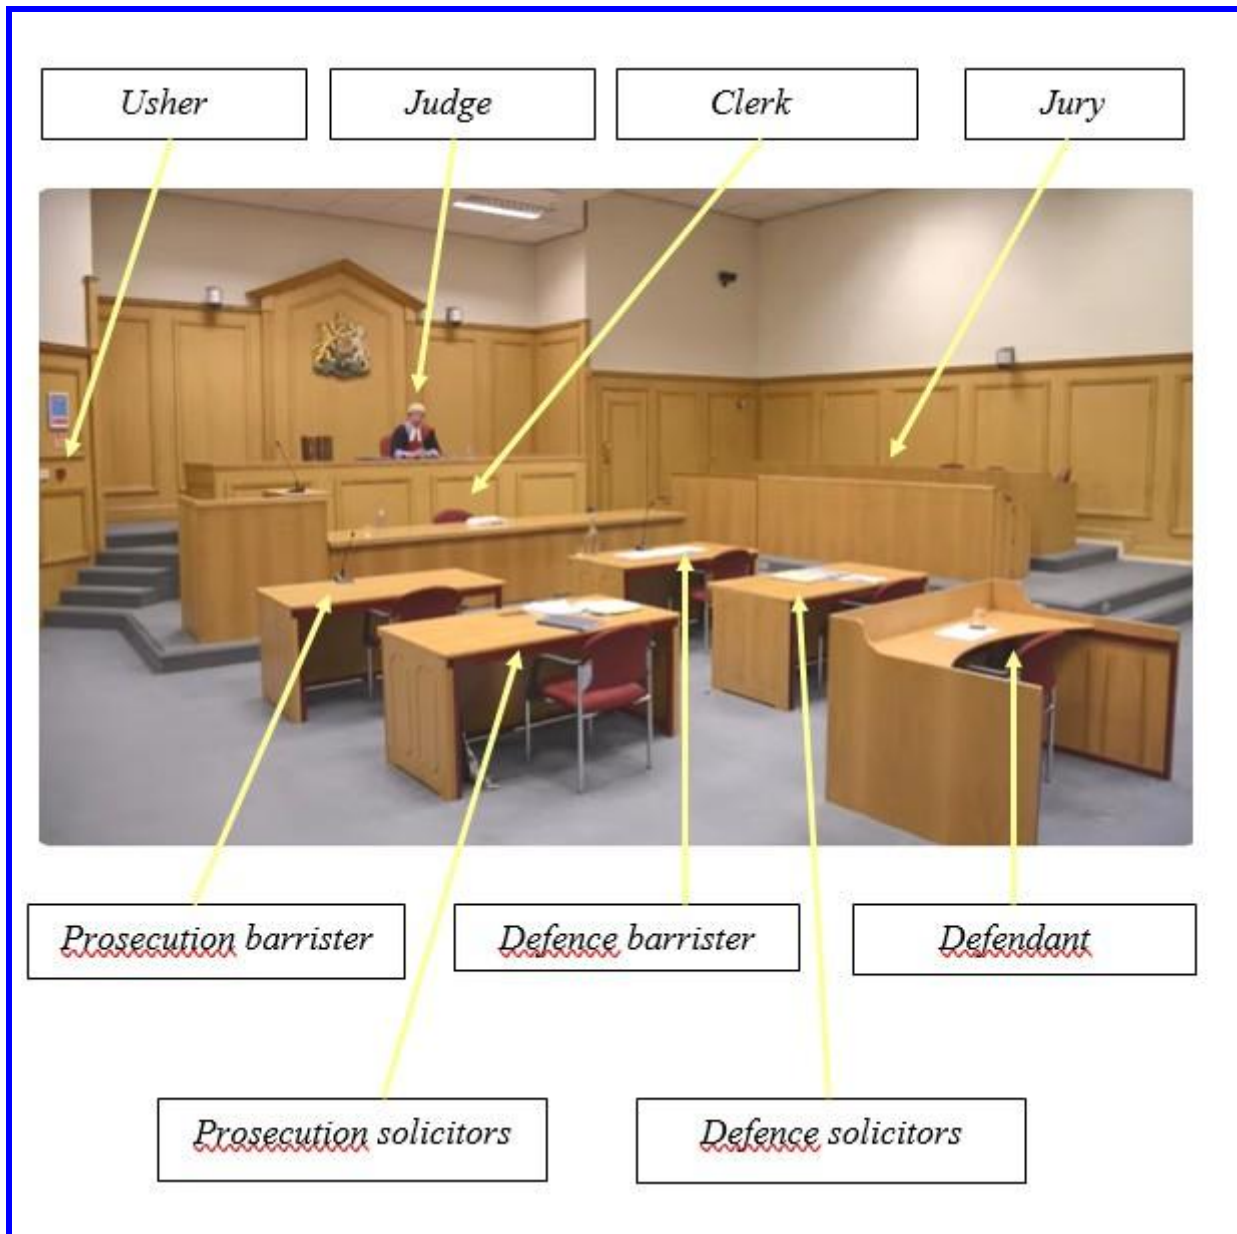 Usher
Judge
Clerk
Jury
Prosecution barrister
Defence barrister
Defendant
Prosecution solicitors
Defence solicitors